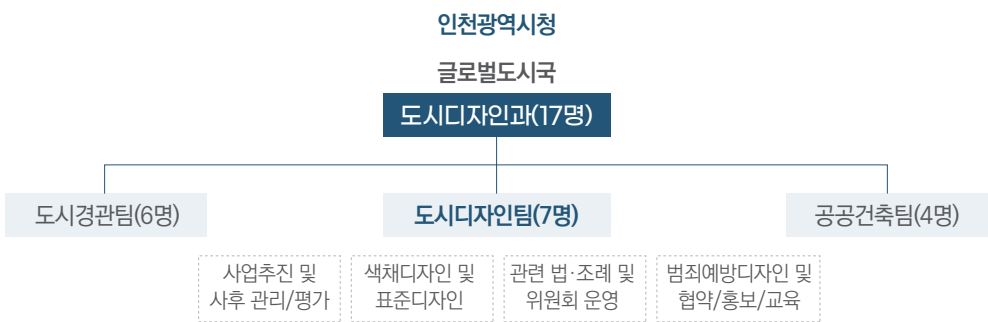 인천광역시청
글로벌도시국
도시디자인과(17명)
도시경관팀(6명)
도시디자인팀(7명)
공공건축팀(4명)
사업추진 및
사후 관리/평가
색채디자인 및
표준디자인
관련 법·조례 및
위원회 운영
범죄예방디자인 및
협약/홍보/교육